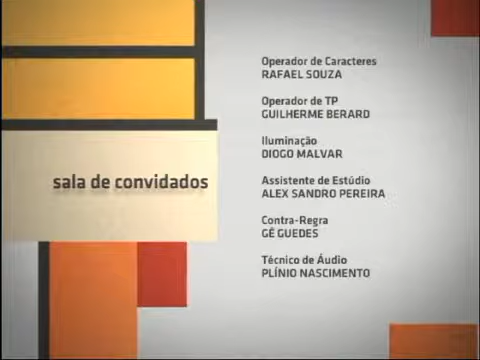 sala de convidados
Operador de Caracteres
RAFAEL SOUZA
Operador de TP
GUILHERME BERARD
Iluminação
DIOGO MALVAR
Assistente de Estúdio
ALEX SANDRO PEREIRA
Contra-Regra
GÊ GUEDES
Técnico de Áudio
PLÍNIO NASCIMENTO